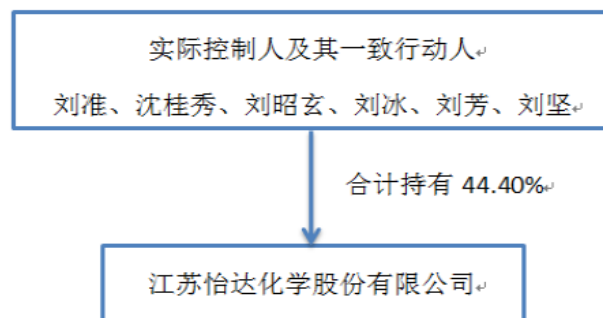 实际控制人及其一致行动人
刘准、沈桂秀、刘昭玄、刘冰、刘芳、刘坚
合计持有 44.40%
江苏怡达化学股份有限公司